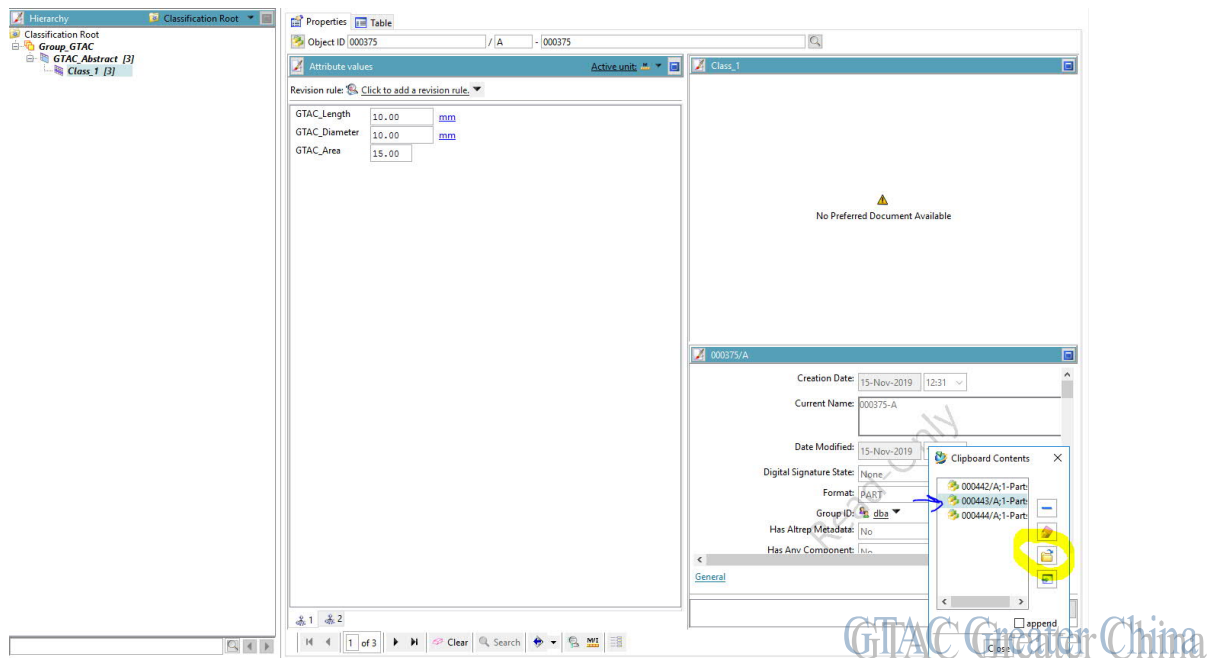 Hierarchy
Classification Root
Classification Root
Group_GTAC
GTAC_Abstract [3]
Class_1 [3]
Properties
Table
Object ID 000375 / A - 000375
Attribute values
Active unit:
Revision rule: Click to add a revision rule.
GTAC_Length 10.00 mm
GTAC_Diameter 10.00 mm
GTAC_Area 15.00
1 2
1 of 3 Clear Search
Class_1
No Preferred Document Available
000375/A
Creation Date: 15-Nov-2019 12:31
Current Name: 000375-A
Date Modified: 15-Nov-2019
Digital Signature State: None
Format: PART
Group ID: dba
Has Altrep Metadata: No
Has Any Component: No
General
Read-Only
Clipboard Contents
000442/A;1-Part
000443/A;1-Part
000444/A;1-Part
append
Close
GTAC Greater China